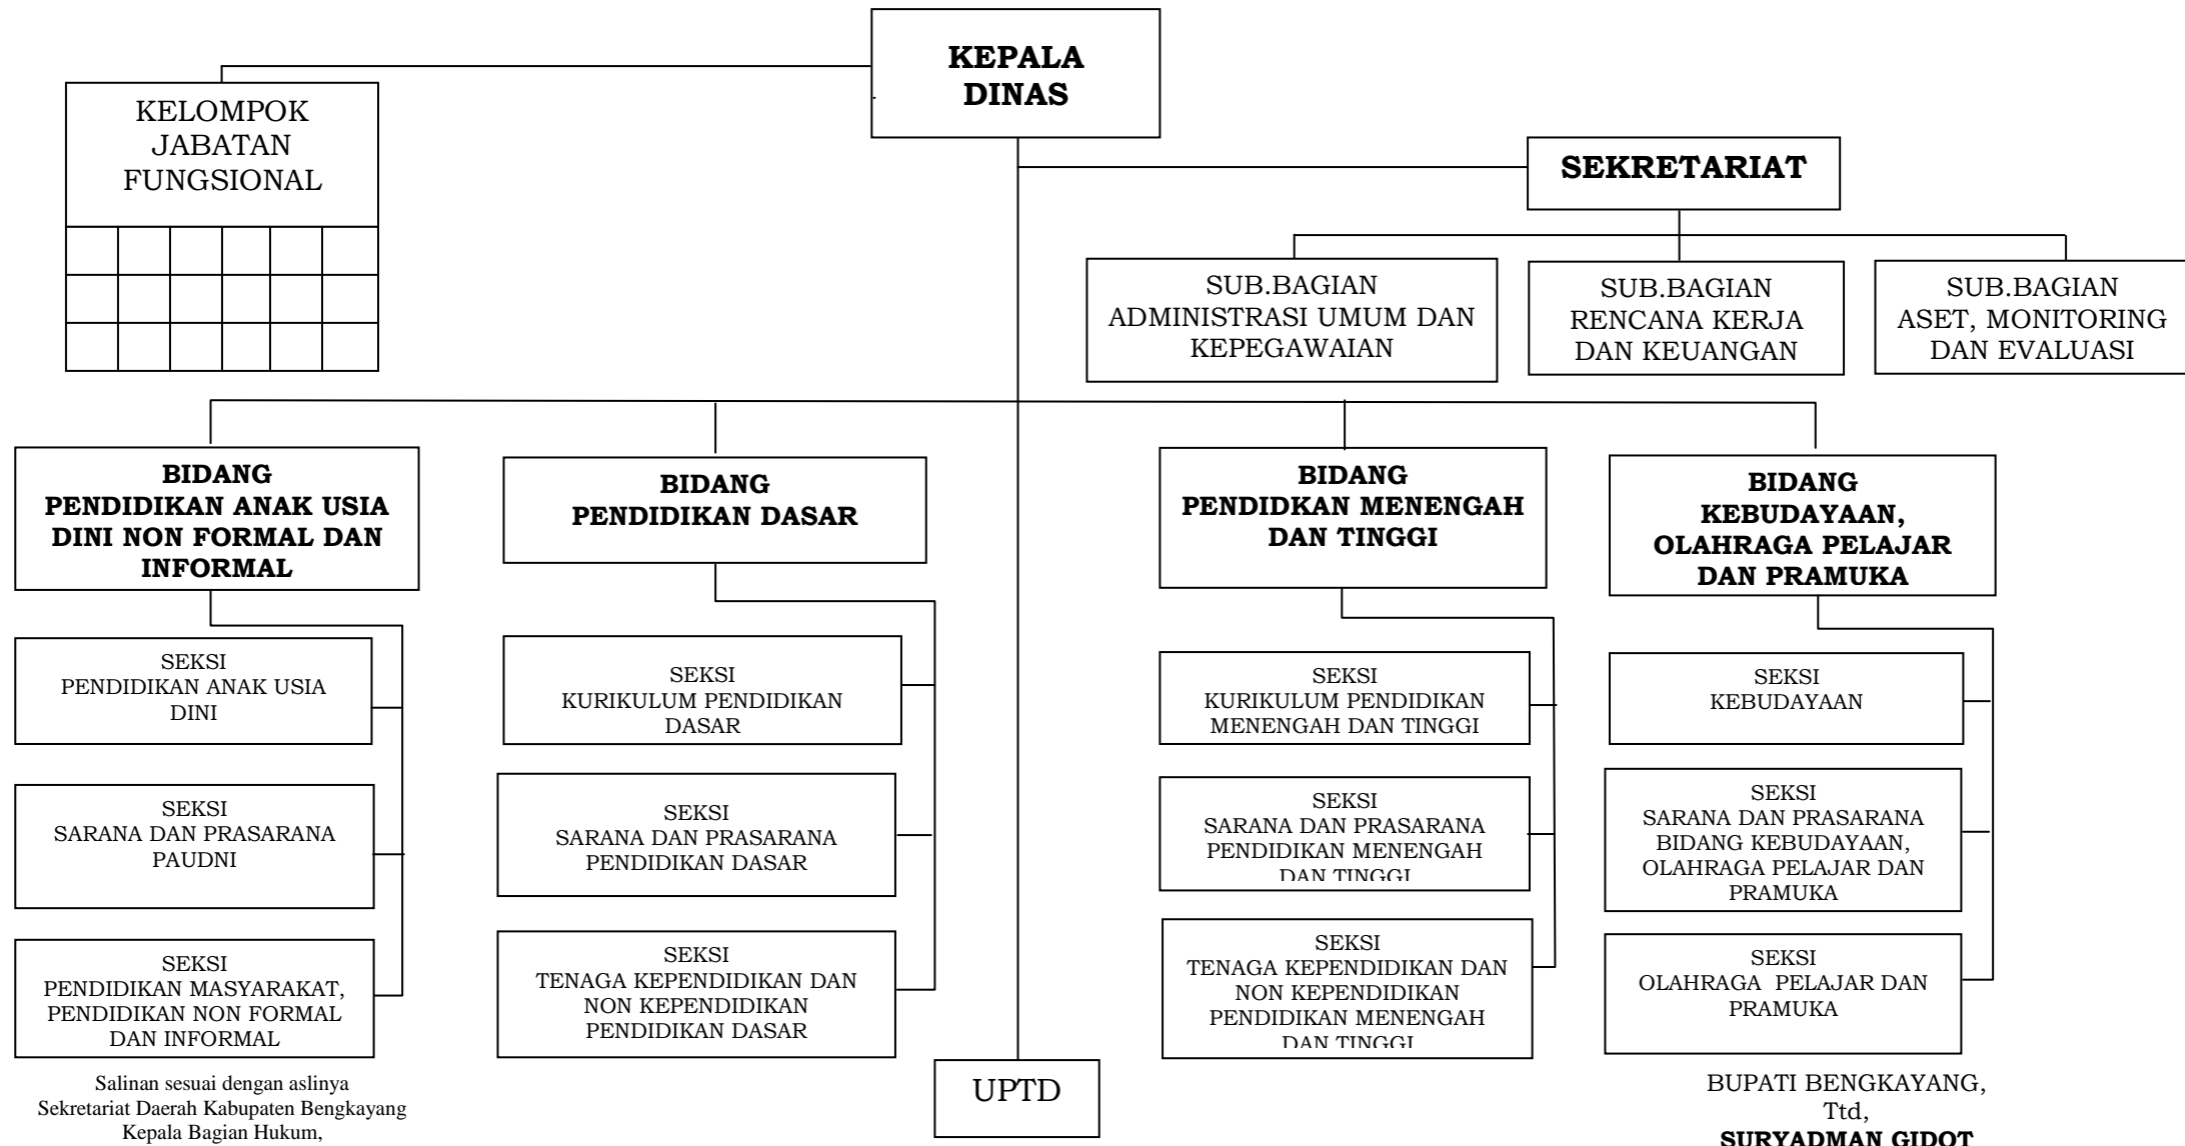 KEPALA
DINAS
KELOMPOK
JABATAN
FUNGSIONAL
SEKRETARIAT
SUB.BAGIAN
ADMINISTRASI UMUM DAN
KEPEGAWAIAN
SUB.BAGIAN
RENCANA KERJA
DAN KEUANGAN
SUB.BAGIAN
ASET, MONITORING
DAN EVALUASI
BIDANG
PENDIDIKAN ANAK USIA
DINI NON FORMAL DAN
INFORMAL
BIDANG
PENDIDIKAN DASAR
BIDANG
PENDIDKAN MENENGAH
DAN TINGGI
BIDANG
KEBUDAYAAN,
OLAHRAGA PELAJAR
DAN PRAMUKA
SEKSI
PENDIDIKAN ANAK USIA
DINI
SEKSI
KURIKULUM PENDIDIKAN
DASAR
SEKSI
KURIKULUM PENDIDIKAN
MENENGAH DAN TINGGI
SEKSI
KEBUDAYAAN
SEKSI
SARANA DAN PRASARANA
PAUDNI
SEKSI
SARANA DAN PRASARANA
PENDIDIKAN DASAR
SEKSI
SARANA DAN PRASARANA
PENDIDIKAN MENENGAH
DAN TINGGI
SEKSI
SARANA DAN PRASARANA
BIDANG KEBUDAYAAN,
OLAHRAGA PELAJAR DAN
PRAMUKA
SEKSI
PENDIDIKAN MASYARAKAT,
PENDIDIKAN NON FORMAL
DAN INFORMAL
SEKSI
TENAGA KEPENDIDIKAN DAN
NON KEPENDIDIKAN
PENDIDIKAN DASAR
SEKSI
TENAGA KEPENDIDIKAN DAN
NON KEPENDIDIKAN
PENDIDIKAN MENENGAH
DAN TINGGI
SEKSI
OLAHRAGA  PELAJAR DAN
PRAMUKA
UPTD
Salinan sesuai dengan aslinya
Sekretariat Daerah Kabupaten Bengkayang
Kepala Bagian Hukum,
BUPATI BENGKAYANG,
Ttd,
SURYADMAN GIDOT